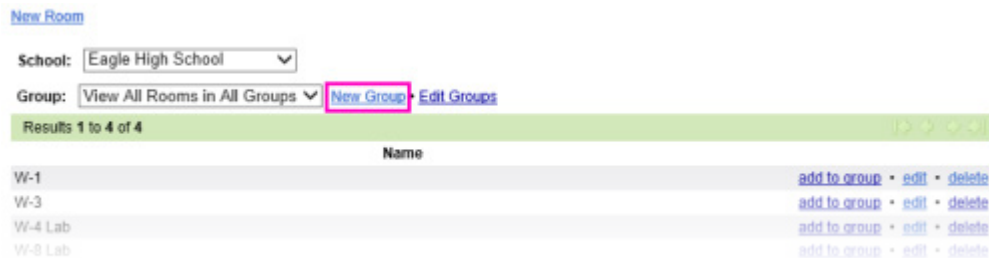 New Room
School: Eagle High School
Group: View All Rooms in All Groups New Group • Edit Groups
Results 1 to 4 of 4
Name
W-1 add to group • edit • delete
W-3 add to group • edit • delete
W-4 Lab add to group • edit • delete
W-8 Lab add to group • edit • delete